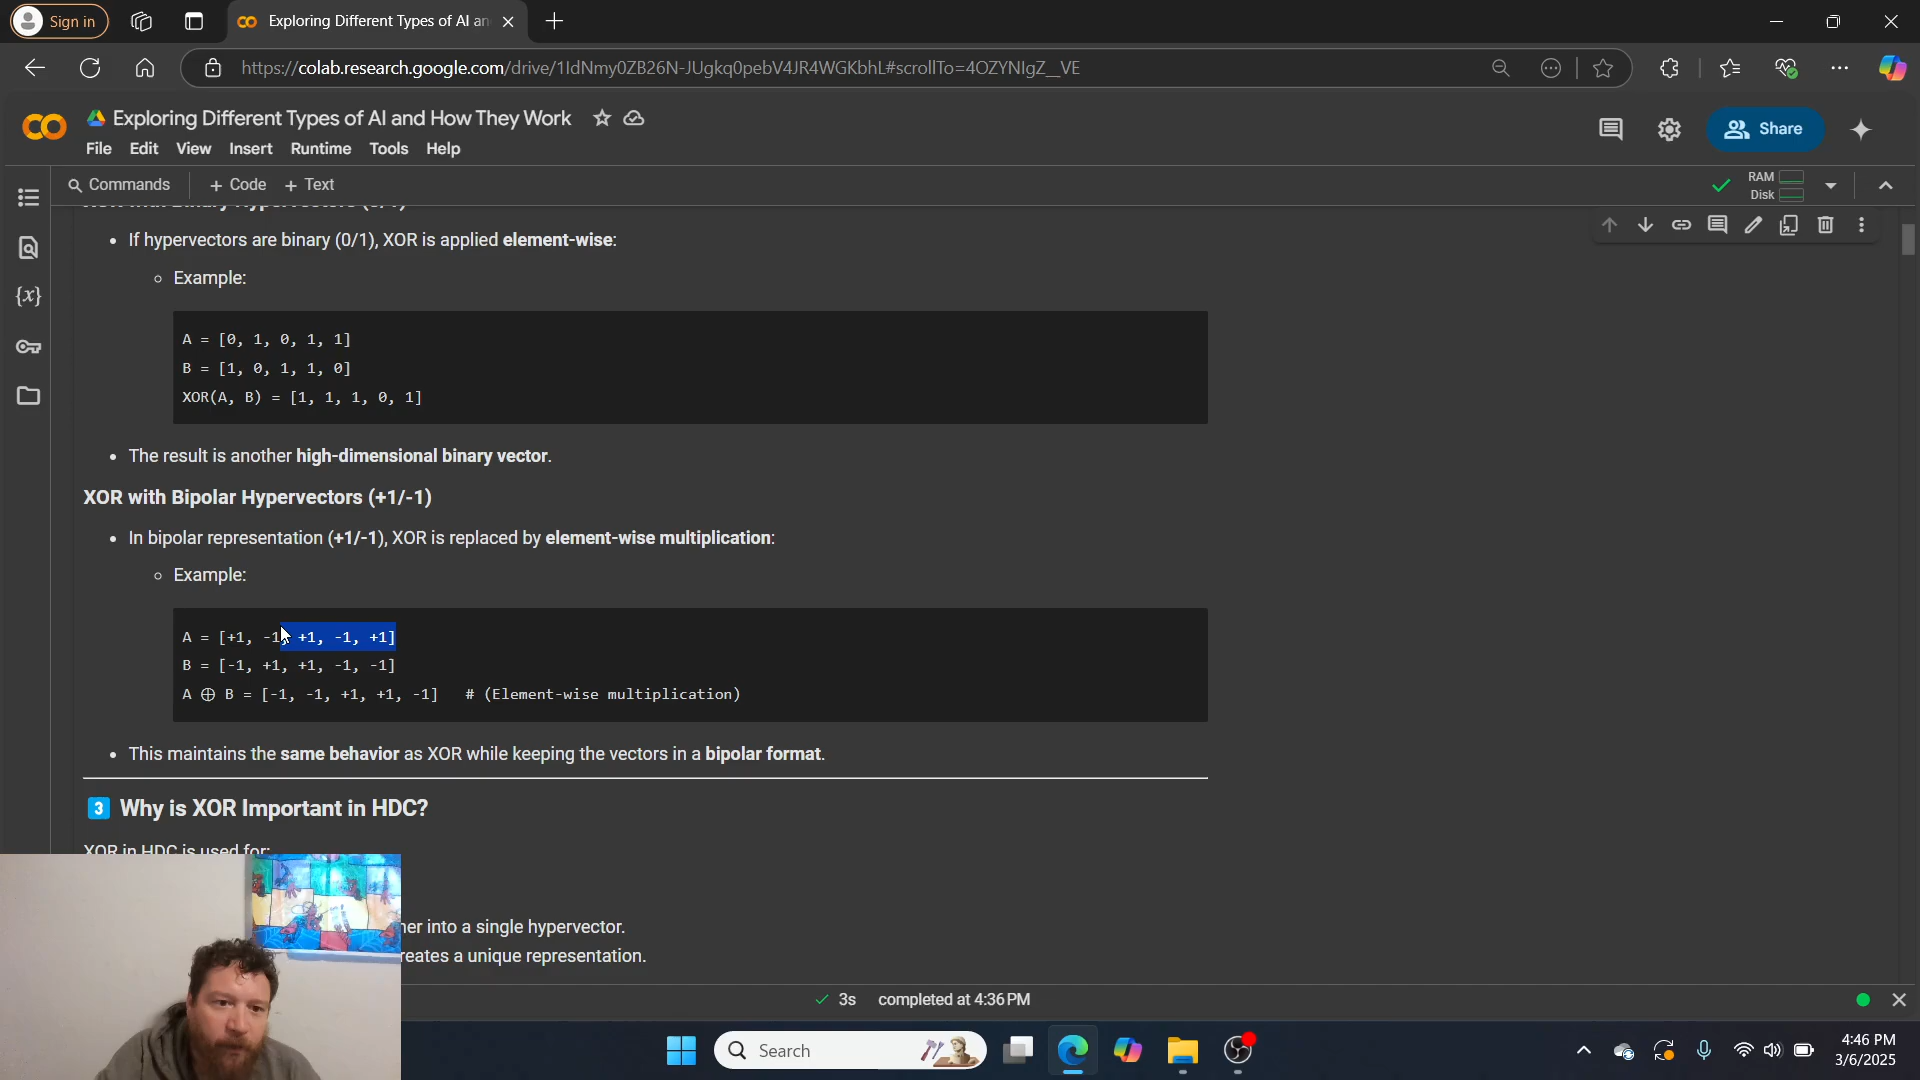 Sign in
Exploring Different Types of AI an
https://colab.research.google.com/drive/1IdNmy0ZB26N-JUgkq0pebV4JR4WGKbhL#scrollTo=4OZYNIgZ__VE
Exploring Different Types of AI and How They Work
File Edit View Insert Runtime Tools Help
Share
Commands + Code + Text
RAM
Disk
• If hypervectors are binary (0/1), XOR is applied element-wise:
○ Example:
A = [0, 1, 0, 1, 1]
B = [1, 0, 1, 1, 0]
XOR(A, B) = [1, 1, 1, 0, 1]
• The result is another high-dimensional binary vector.
XOR with Bipolar Hypervectors (+1/-1)
• In bipolar representation (+1/-1), XOR is replaced by element-wise multiplication:
○ Example:
A = [+1, -1, +1, -1, +1]
B = [-1, +1, +1, -1, -1]
A ⊕ B = [-1, -1, +1, +1, -1] # (Element-wise multiplication)
• This maintains the same behavior as XOR while keeping the vectors in a bipolar format.
3 Why is XOR Important in HDC?
XOR in HDC is used for:
her into a single hypervector.
reates a unique representation.
3s completed at 4:36 PM
Search
4:46 PM
3/6/2025